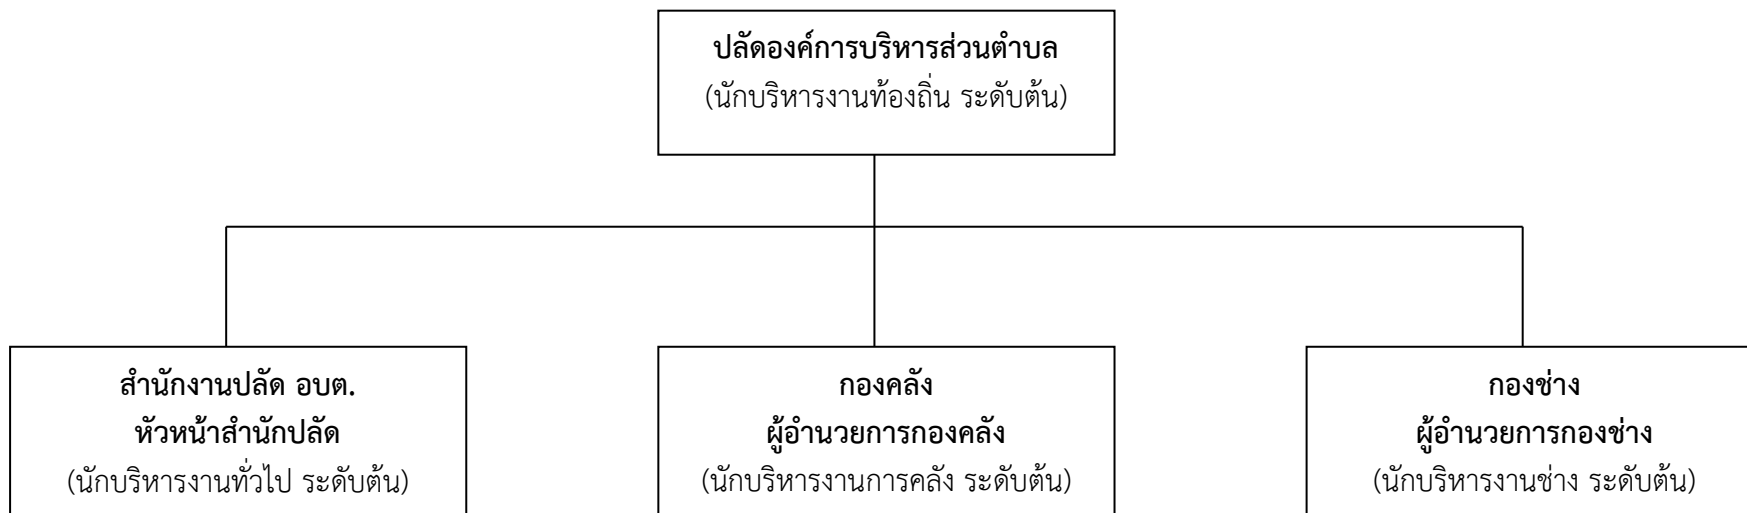 ปลัดองค์การบริหารส่วนตำบล
(นักบริหารงานท้องถิ่น ระดับต้น)
สำนักงานปลัด อบต.
หัวหน้าสำนักปลัด
(นักบริหารงานทั่วไป ระดับต้น)
กองคลัง
ผู้อำนวยการกองคลัง
(นักบริหารงานการคลัง ระดับต้น)
กองช่าง
ผู้อำนวยการกองช่าง
(นักบริหารงานช่าง ระดับต้น)